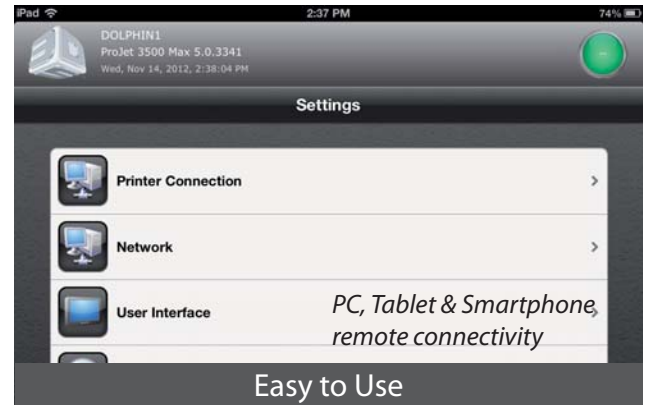 iPad 2:37 PM 74%
DOLPHIN1
ProJet 3500 Max 5.0.3341
Wed, Nov 14, 2012, 2:38:04 PM
Settings
Printer Connection
Network
User Interface
PC, Tablet & Smartphone
remote connectivity
Easy to Use